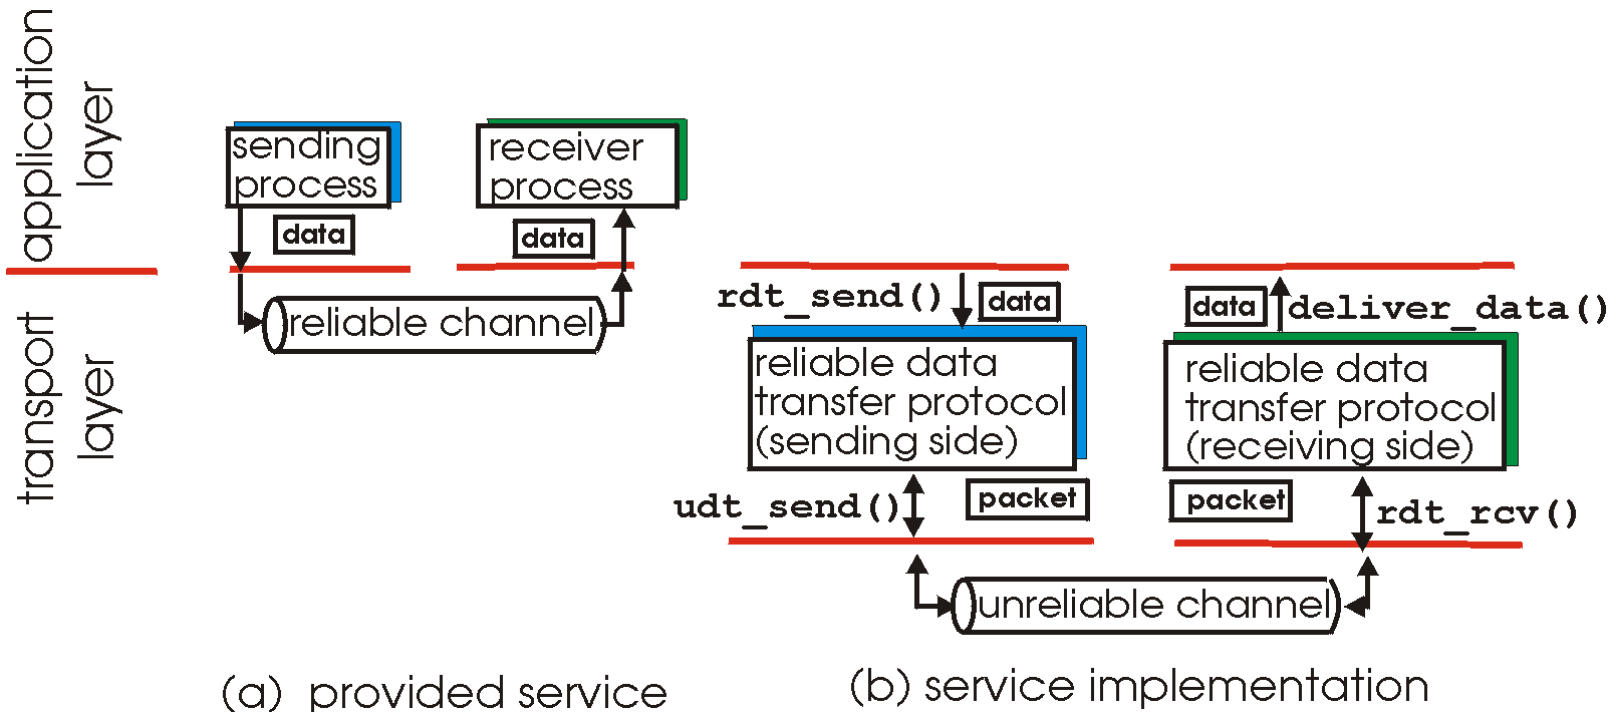 application
layer
transport
layer
sending
process
data
receiver
process
data
reliable channel
(a) provided service
rdt_send()
data
reliable data
transfer protocol
(sending side)
udt_send()
packet
data
deliver_data()
reliable data
transfer protocol
(receiving side)
packet
rdt_rcv()
unreliable channel
(b) service implementation